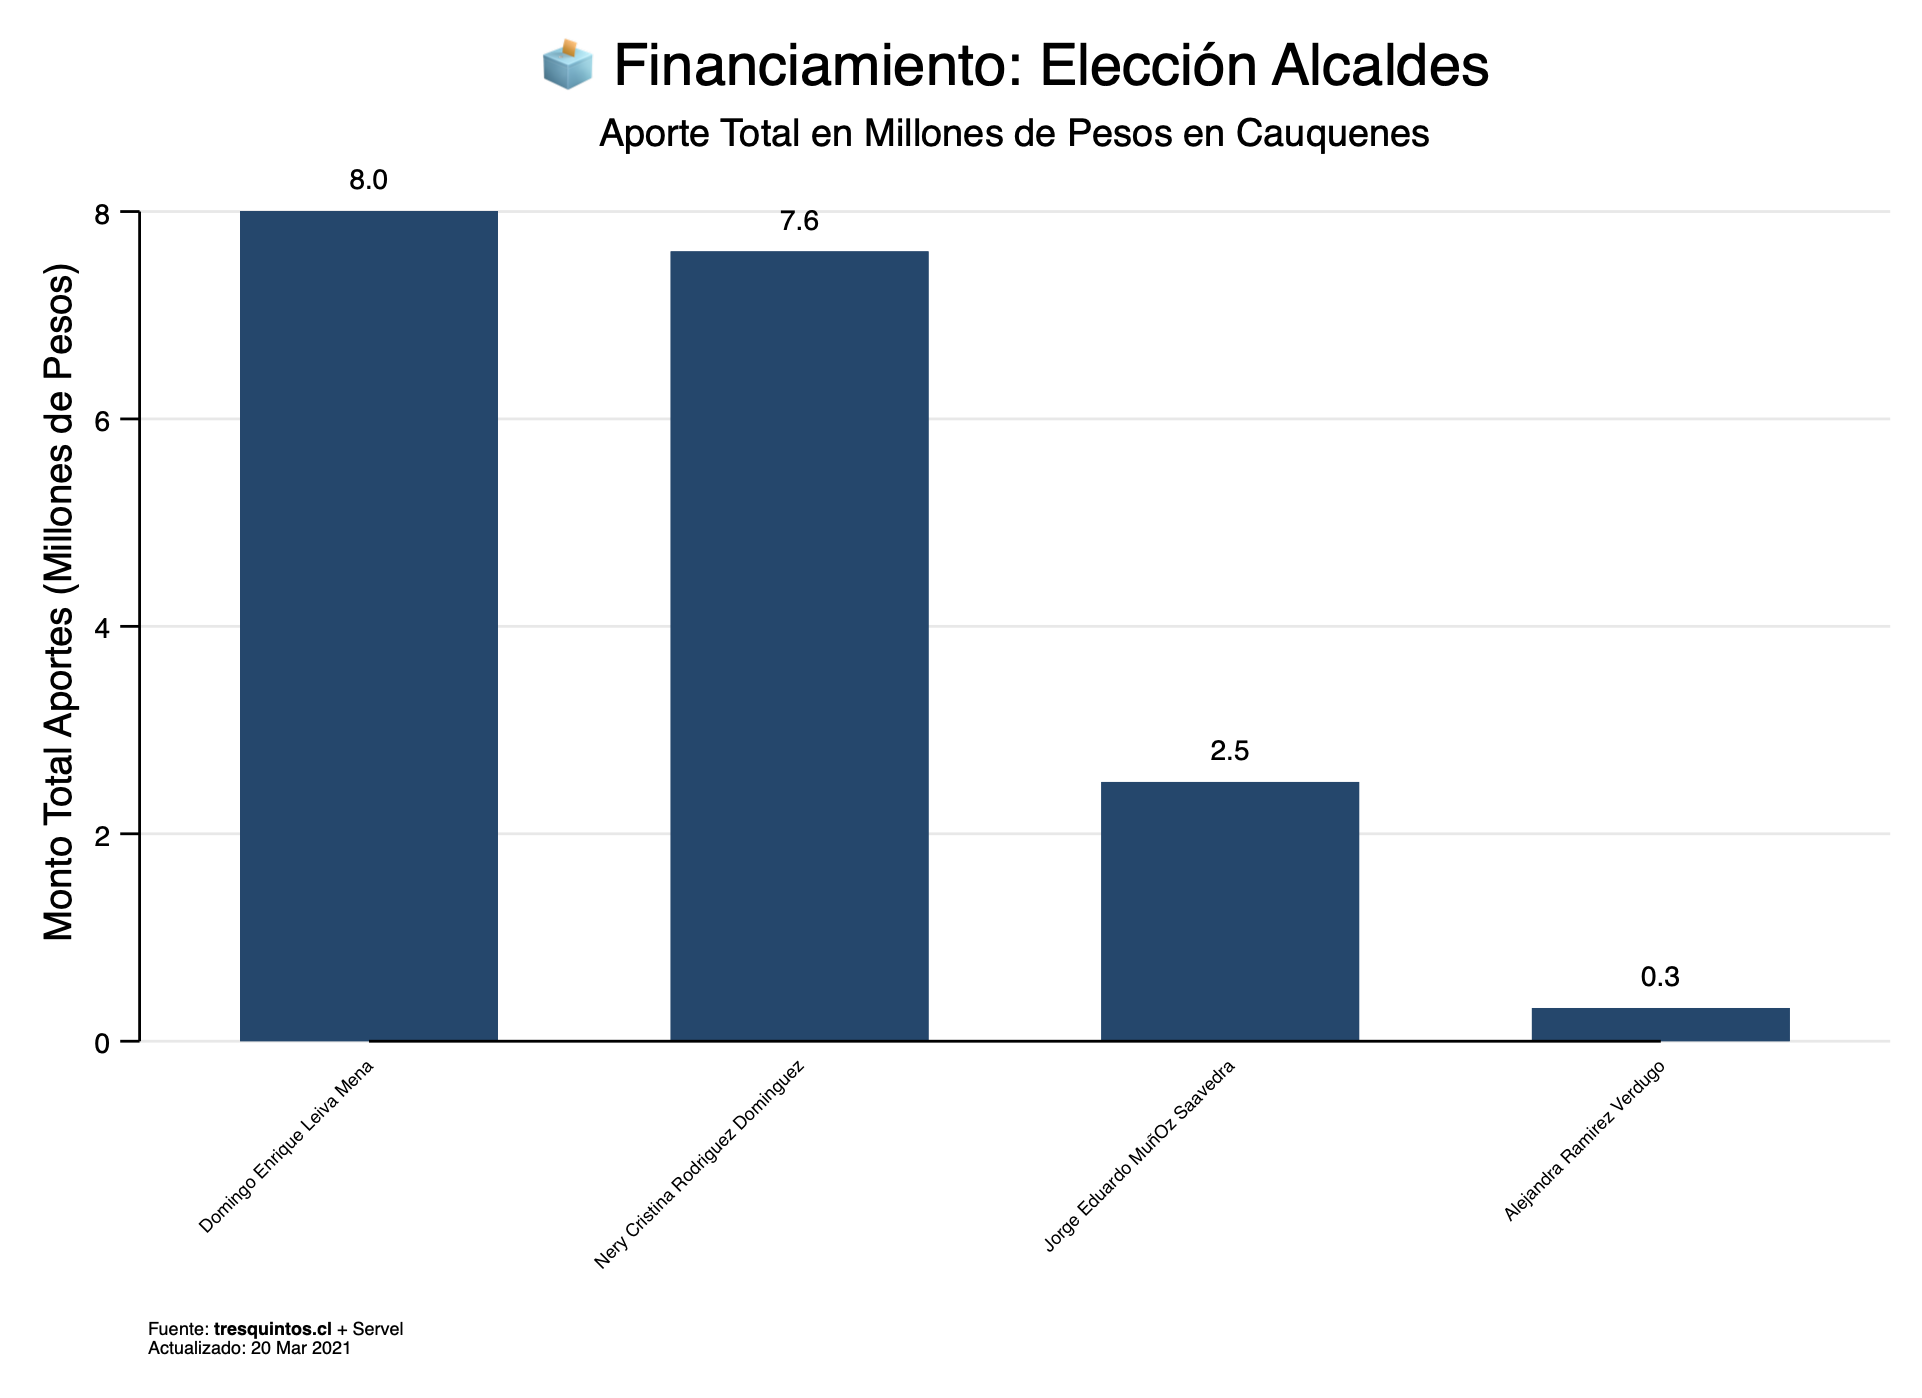 Financiamiento: Elección Alcaldes
Aporte Total en Millones de Pesos en Cauquenes
Monto Total Aportes (Millones de Pesos)
8
6
4
2
0
8.0
7.6
2.5
0.3
Domingo Enrique Leiva Mena
Nery Cristina Rodriguez Dominguez
Jorge Eduardo MuñOz Saavedra
Alejandra Ramirez Verdugo
Fuente: tresquintos.cl + Servel
Actualizado: 20 Mar 2021